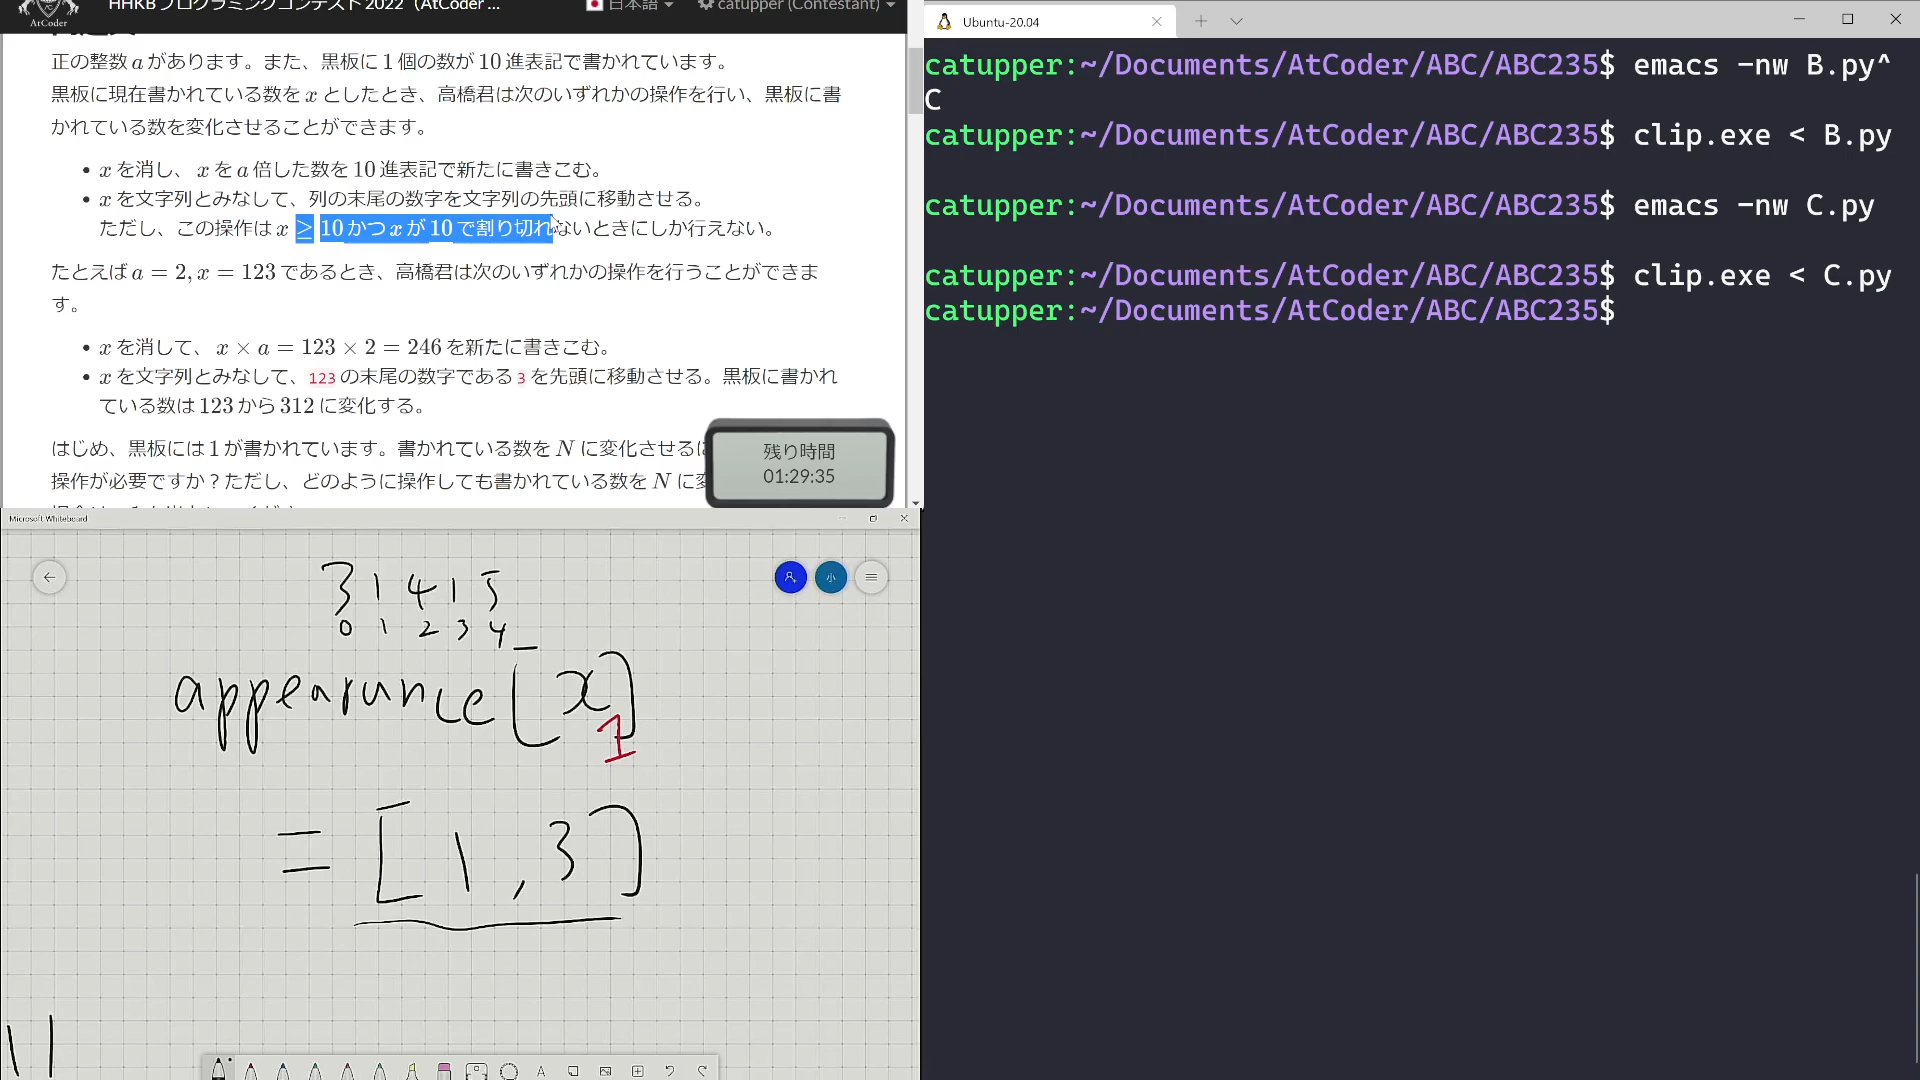 HHKB プログラミングコンテスト 2022（AtCoder ...
日本語
catupper (Contestant)
AtCoder
正の整数 a があります。また、黒板に 1 個の数が 10 進表記で書かれています。
黒板に現在書かれている数を x としたとき、高橋君は次のいずれかの操作を行い、黒板に書
かれている数を変化させることができます。
• x を消し、 x を a 倍した数を 10 進表記で新たに書きこむ。
• x を文字列とみなして、列の末尾の数字を文字列の先頭に移動させる。
ただし、この操作は x ≥ 10 かつ x が 10 で割り切れないときにしか行えない。
たとえば a = 2, x = 123 であるとき、高橋君は次のいずれかの操作を行うことができま
す。
• x を消して、 x × a = 123 × 2 = 246 を新たに書きこむ。
• x を文字列とみなして、123 の末尾の数字である 3 を先頭に移動させる。黒板に書かれ
ている数は 123 から 312 に変化する。
はじめ、黒板には 1 が書かれています。書かれている数を N に変化させるに
操作が必要ですか？ただし、どのように操作しても書かれている数を N に変
残り時間
01:29:35
Microsoft Whiteboard
小
3 1 4 1 5
0 1 2 3 4
appearance[x]
1
= [1, 3]
11
A
Ubuntu-20.04
catupper:~/Documents/AtCoder/ABC/ABC235$ emacs -nw B.py^
C
catupper:~/Documents/AtCoder/ABC/ABC235$ clip.exe < B.py
catupper:~/Documents/AtCoder/ABC/ABC235$ emacs -nw C.py
catupper:~/Documents/AtCoder/ABC/ABC235$ clip.exe < C.py
catupper:~/Documents/AtCoder/ABC/ABC235$